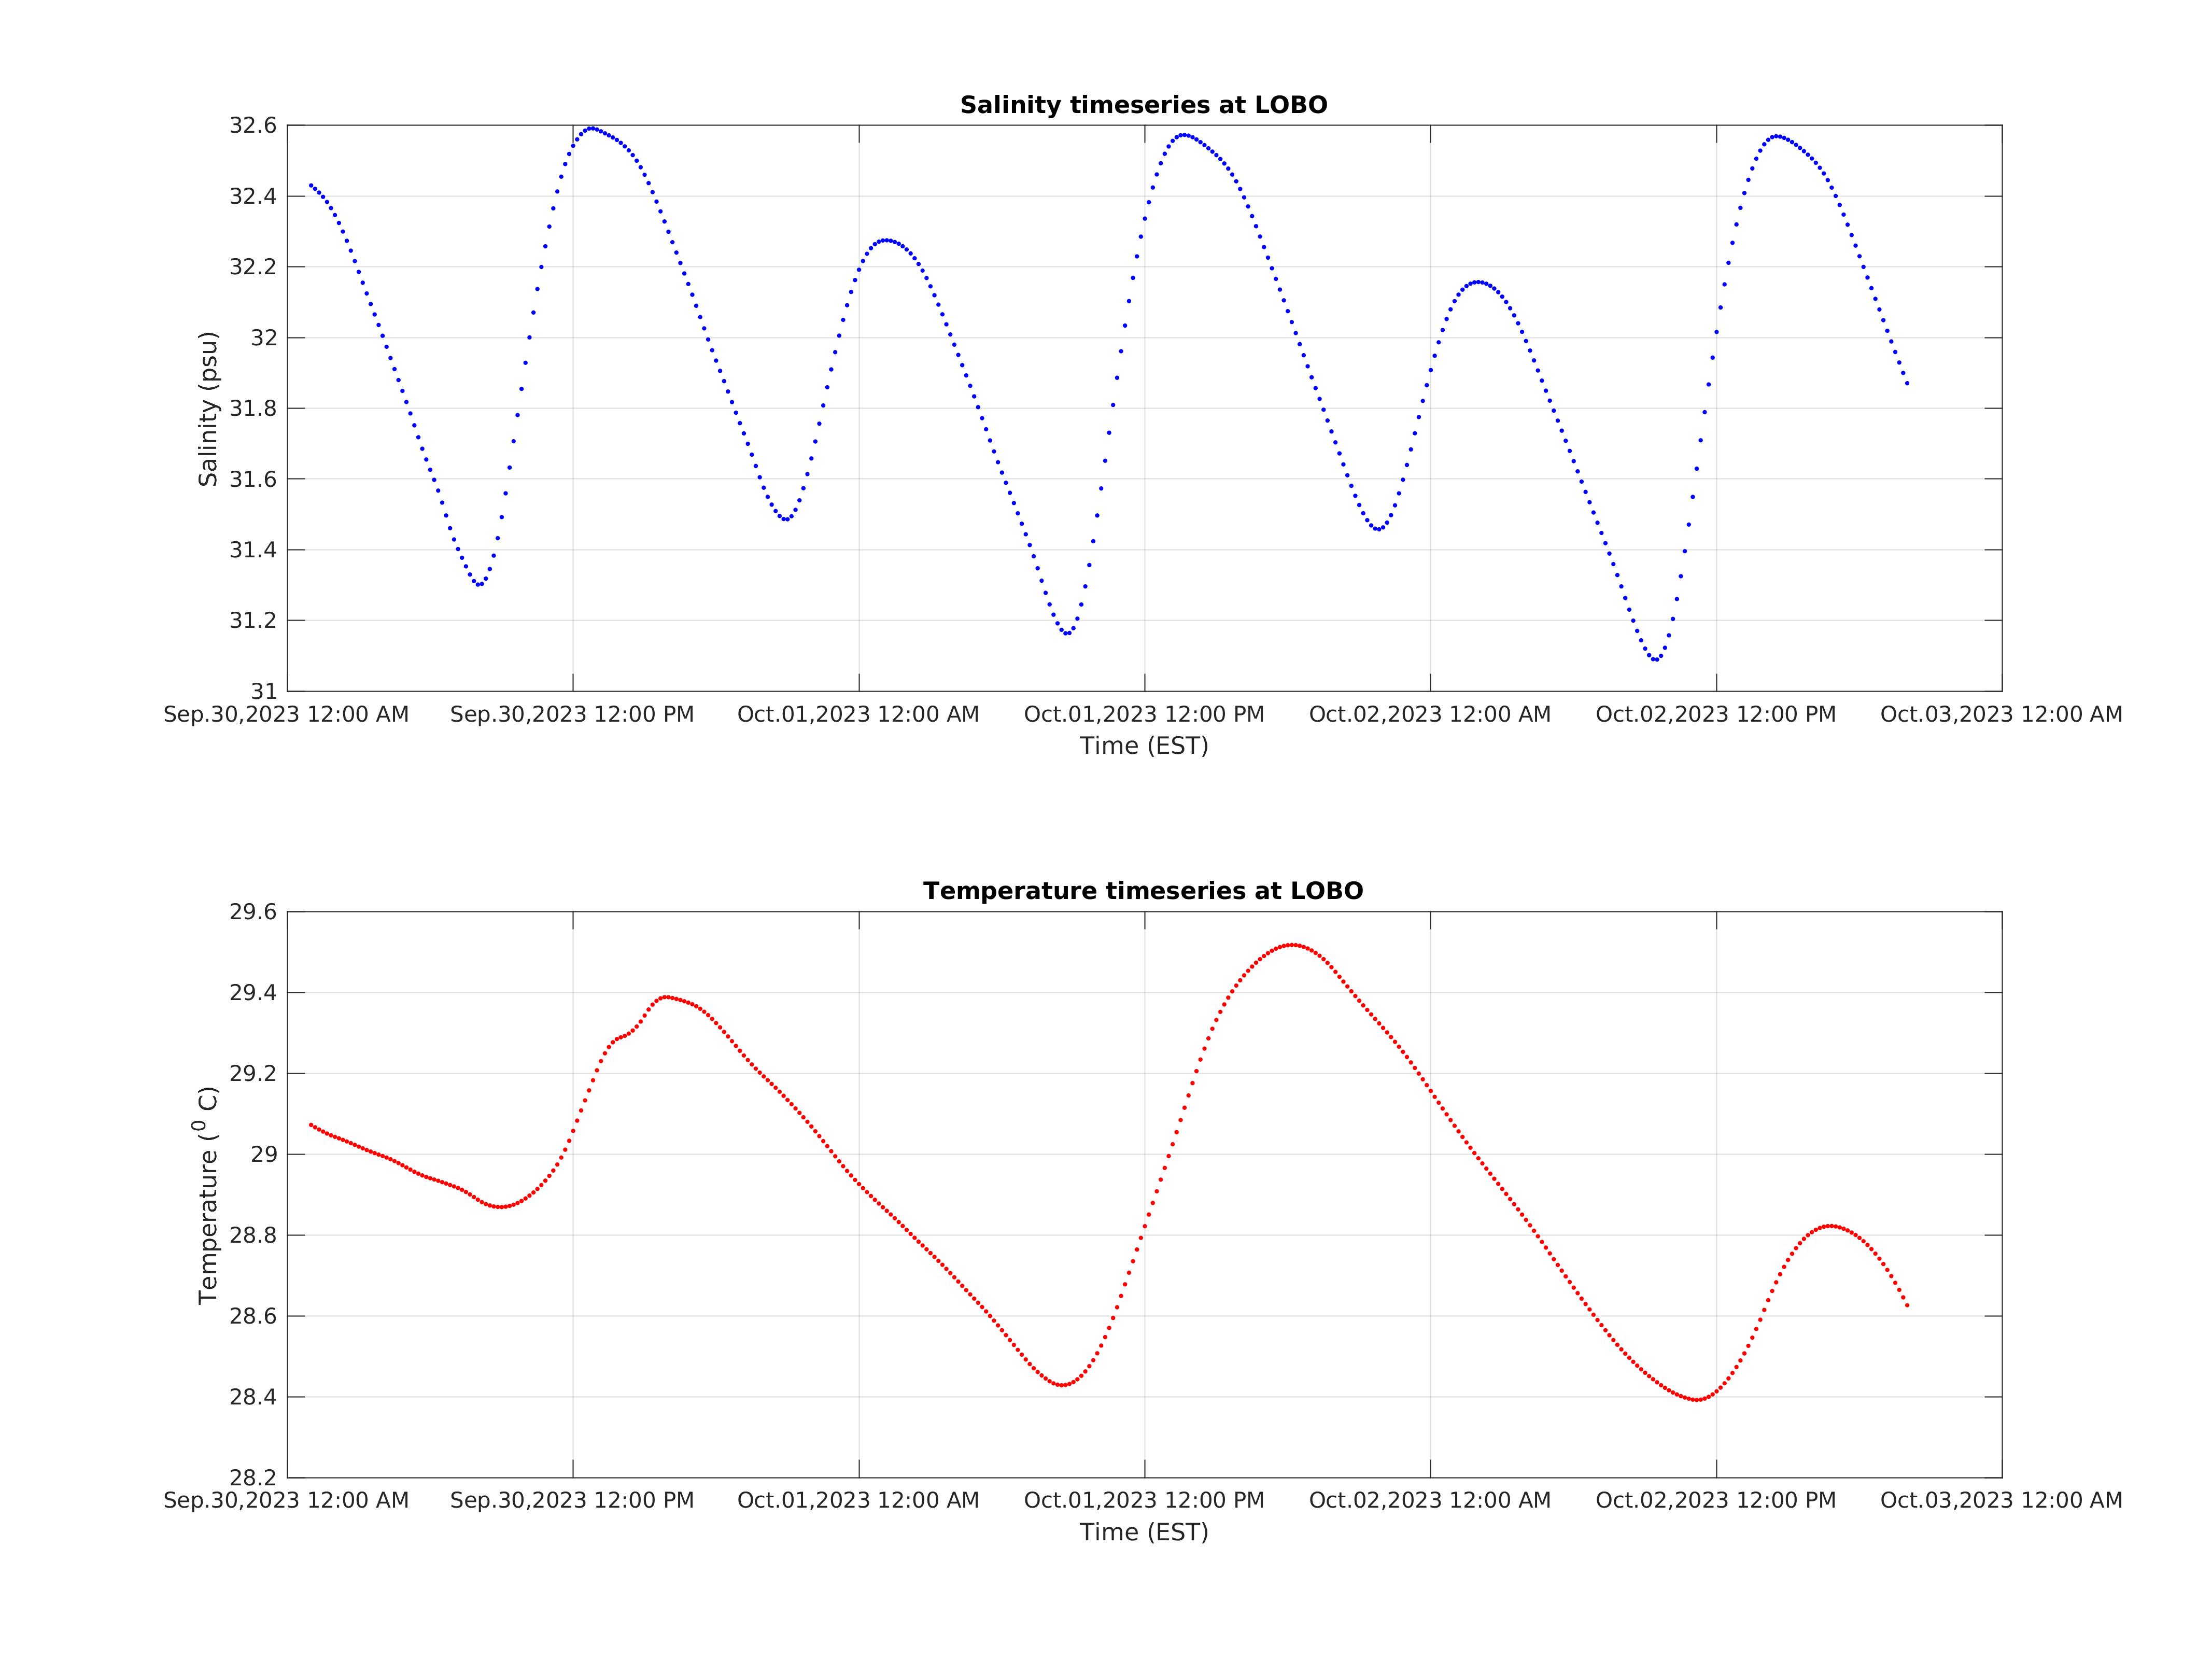 Salinity timeseries at LOBO
32.6
32.4
32.2
32
31.8
31.6
31.4
31.2
31
Salinity (psu)
Sep.30,2023 12:00 AM Sep.30,2023 12:00 PM Oct.01,2023 12:00 AM Oct.01,2023 12:00 PM Oct.02,2023 12:00 AM Oct.02,2023 12:00 PM Oct.03,2023 12:00 AM
Time (EST)
Temperature timeseries at LOBO
29.6
29.4
29.2
29
28.8
28.6
28.4
28.2
Temperature (⁰ C)
Sep.30,2023 12:00 AM Sep.30,2023 12:00 PM Oct.01,2023 12:00 AM Oct.01,2023 12:00 PM Oct.02,2023 12:00 AM Oct.02,2023 12:00 PM Oct.03,2023 12:00 AM
Time (EST)